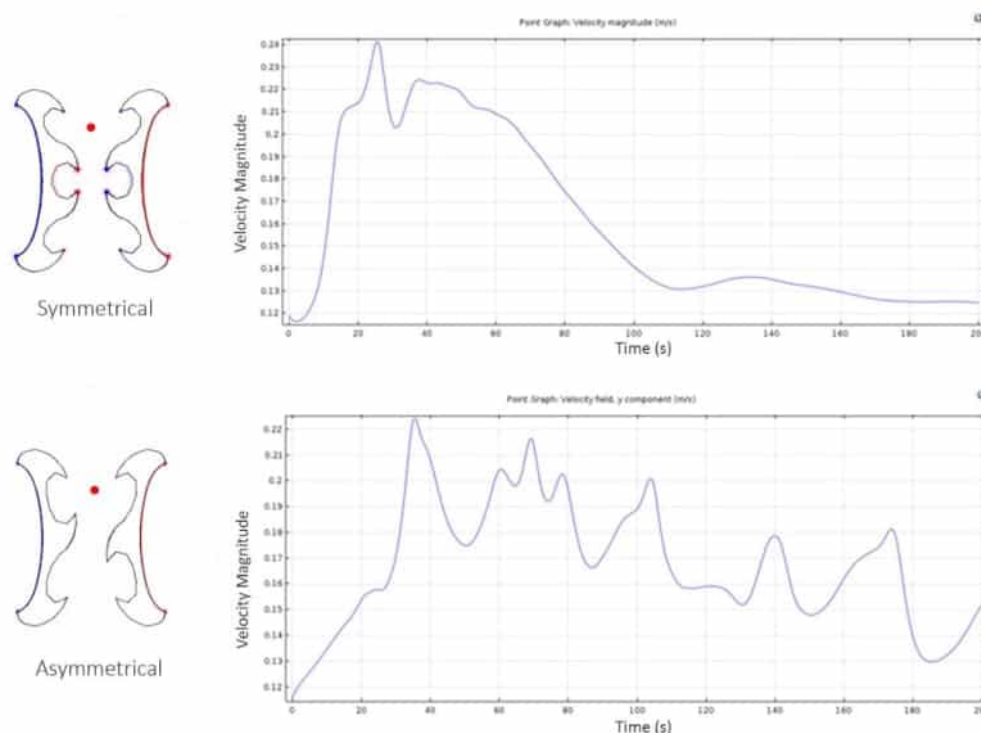 Point Graph: Velocity magnitude (m/s)
0.24
0.23
0.22
0.21
0.2
0.19
0.18
0.17
0.16
0.15
0.14
0.13
0.12
Velocity Magnitude
0 20 40 60 80 100 120 140 160 180 200
Time (s)
Symmetrical
Point Graph: Velocity field, y component (m/s)
0.22
0.21
0.2
0.19
0.18
0.17
0.16
0.15
0.14
0.13
0.12
Velocity Magnitude
0 20 40 60 80 100 120 140 160 180 20
Time (s)
Asymmetrical